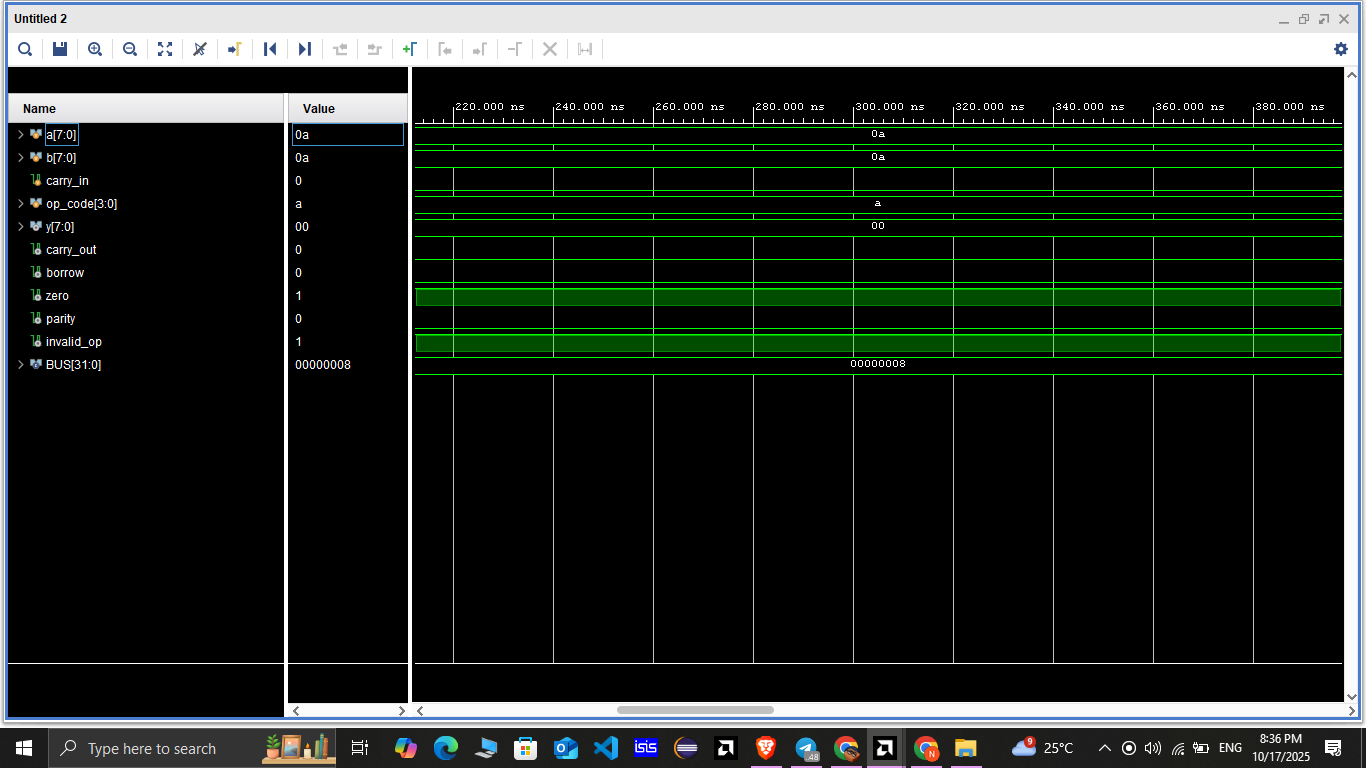 Untitled 2
Name Value
220.000 ns 240.000 ns 260.000 ns 280.000 ns 300.000 ns 320.000 ns 340.000 ns 360.000 ns 380.000 ns
a[7:0] 0a 0a
b[7:0] 0a 0a
carry_in 0
op_code[3:0] a a
y[7:0] 00 00
carry_out 0
borrow 0
zero 1
parity 0
invalid_op 1
BUS[31:0] 00000008 00000008
Type here to search isis 48 N 9 25°C ENG 8:36 PM
10/17/2025